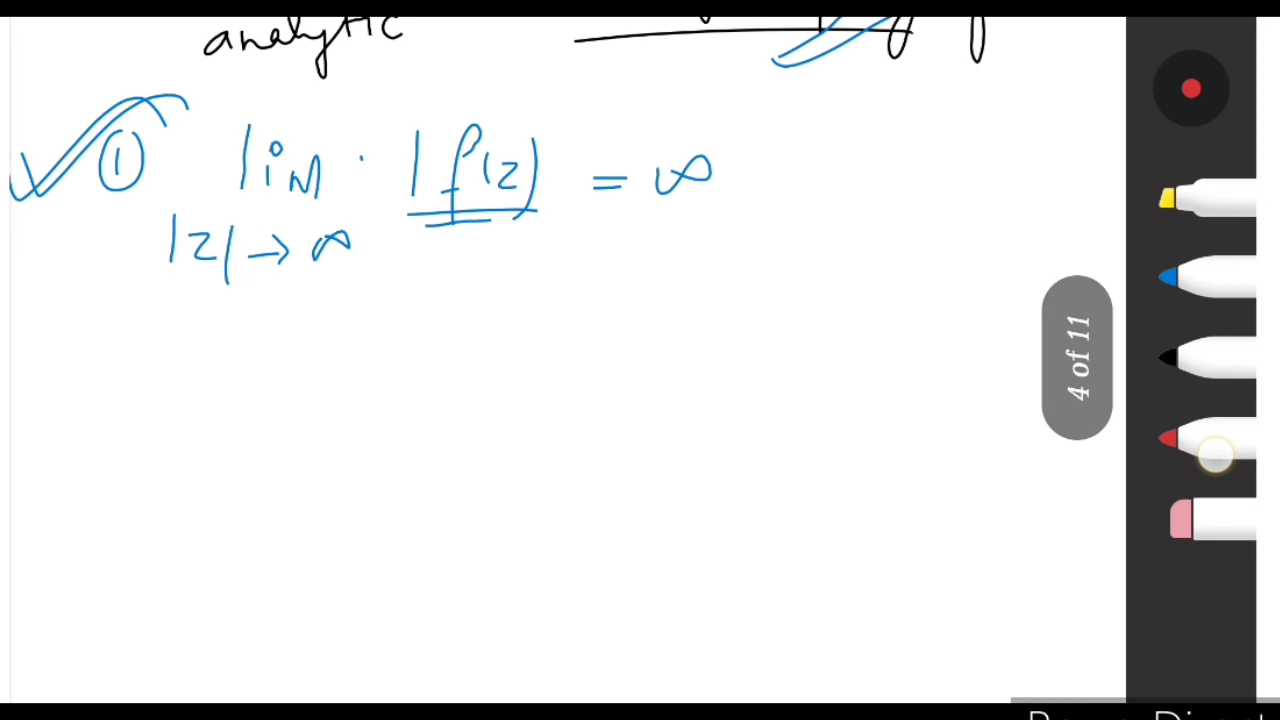 analytic
① lim |f(z) = ∞
|z| → ∞
4 of 11